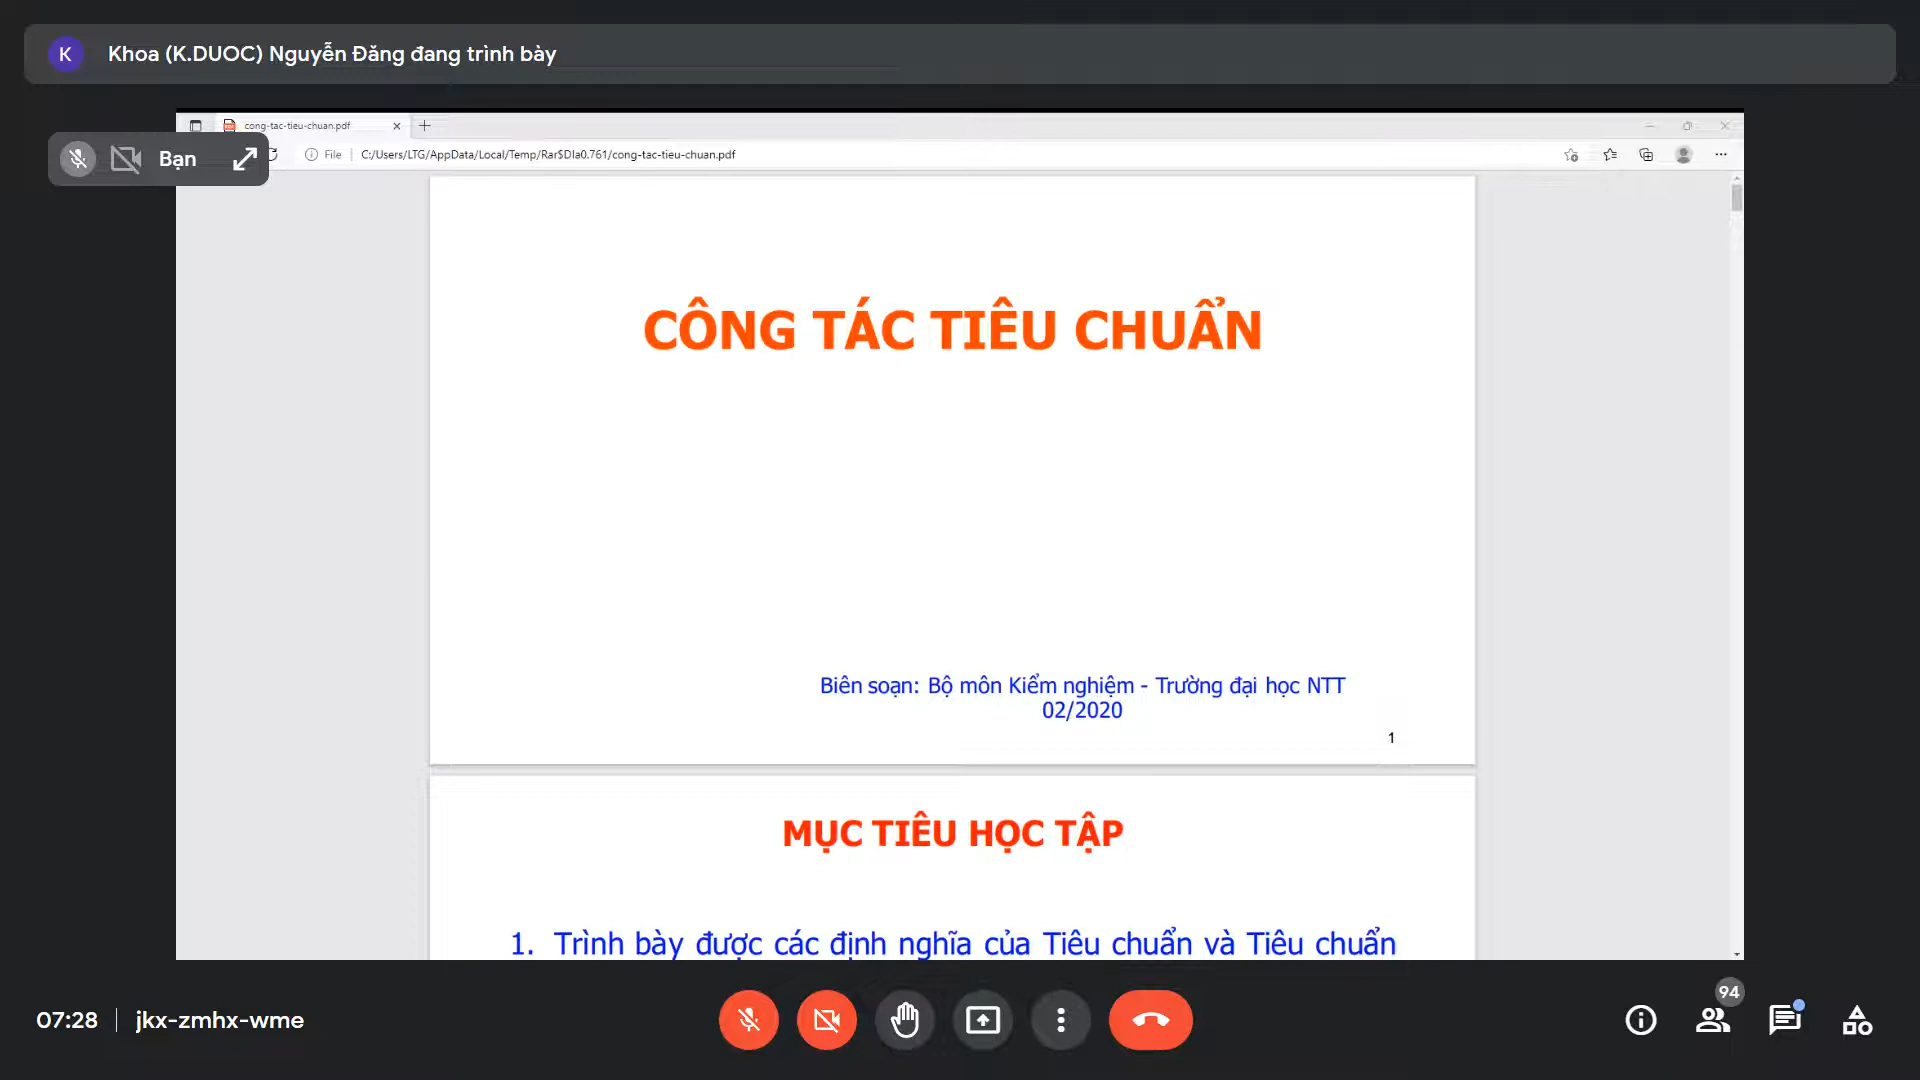 K Khoa (K.DUOC) Nguyễn Đăng đang trình bày
cong-tac-tieu-chuan.pdf
Bạn
File C:/Users/LTG/AppData/Local/Temp/Rar$DIa0.761/cong-tac-tieu-chuan.pdf
CÔNG TÁC TIÊU CHUẨN
Biên soạn: Bộ môn Kiểm nghiệm - Trường đại học NTT
02/2020
1
MỤC TIÊU HỌC TẬP
1. Trình bày được các định nghĩa của Tiêu chuẩn và Tiêu chuẩn
07:28 jkx-zmhx-wme
94